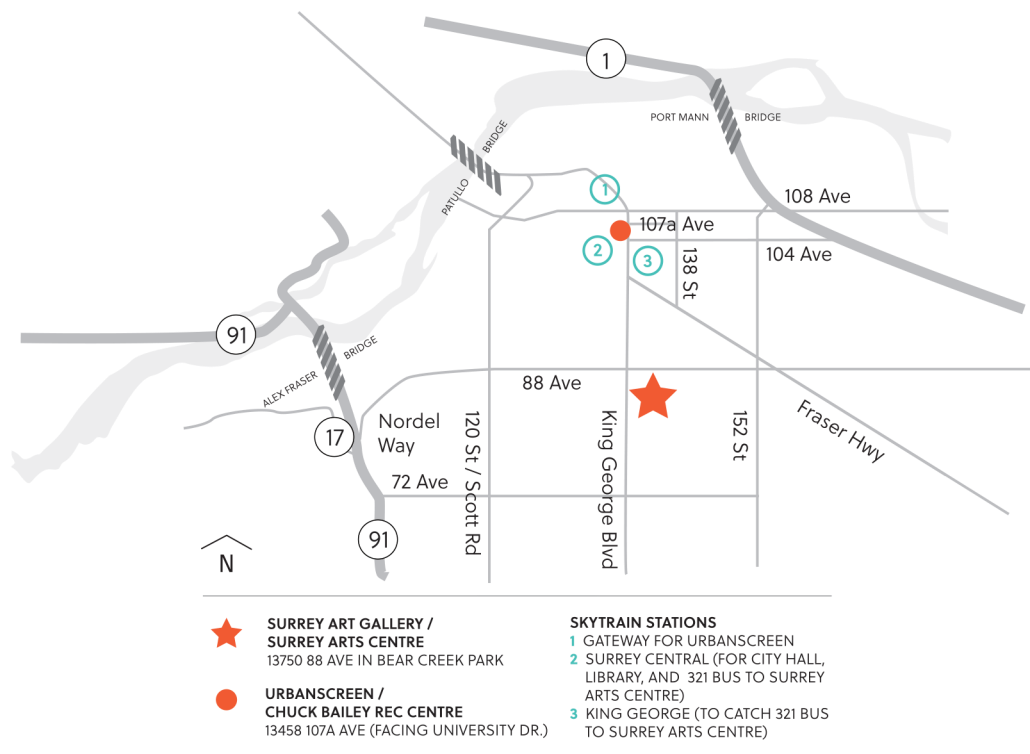 1
PORT MANN
BRIDGE
PATULLO
BRIDGE
1
108 Ave
107a Ave
2
3
104 Ave
138 St
91
ALEX FRASER
BRIDGE
88 Ave
17
Nordel
Way
120 St / Scott Rd
King George Blvd
152 St
Fraser Hwy
72 Ave
91
N
SURREY ART GALLERY /
SURREY ARTS CENTRE
13750 88 AVE IN BEAR CREEK PARK
URBANSCREEN /
CHUCK BAILEY REC CENTRE
13458 107A AVE (FACING UNIVERSITY DR.)
SKYTRAIN STATIONS
1 GATEWAY FOR URBANSCREEN
2 SURREY CENTRAL (FOR CITY HALL,
LIBRARY, AND 321 BUS TO SURREY
ARTS CENTRE)
3 KING GEORGE (TO CATCH 321 BUS
TO SURREY ARTS CENTRE)